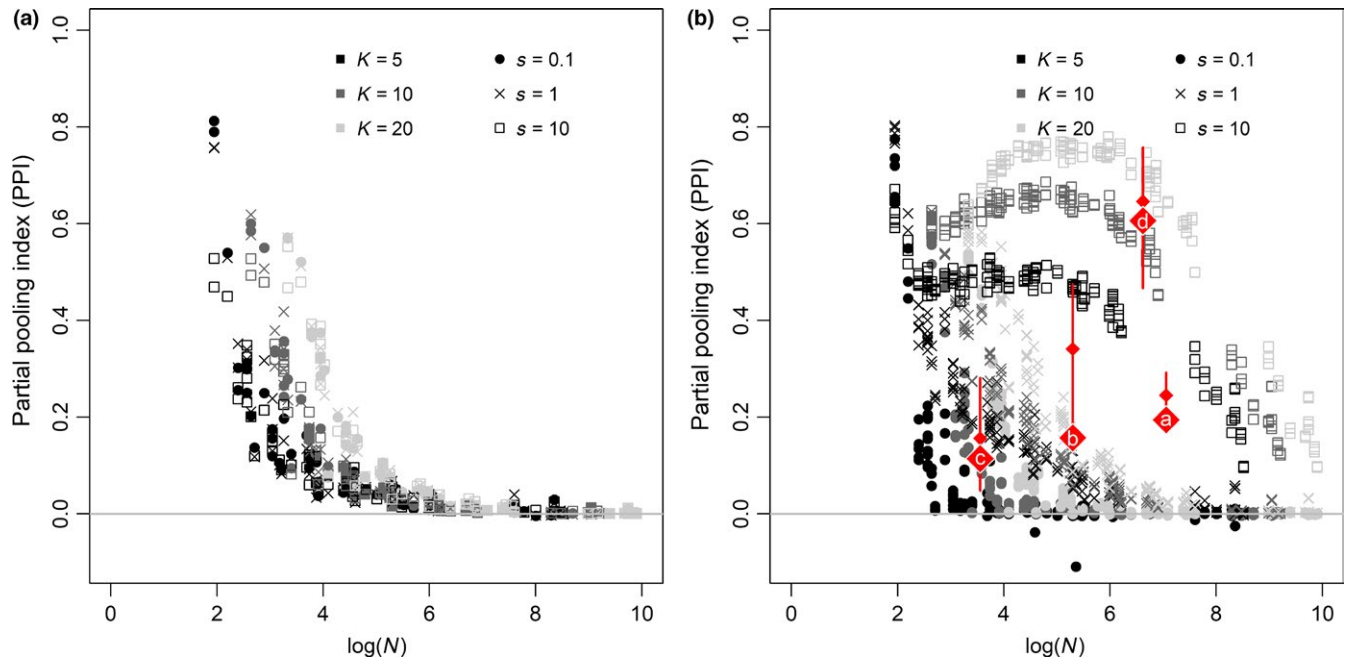 (a)
Partial pooling index (PPI)
1.0
0.8
0.6
0.4
0.2
0.0
K = 5
K = 10
K = 20
s = 0.1
s = 1
s = 10
0 2 4 6 8 10
log(N)
(b)
Partial pooling index (PPI)
1.0
0.8
0.6
0.4
0.2
0.0
K = 5
K = 10
K = 20
s = 0.1
s = 1
s = 10
d
b
a
c
0 2 4 6 8 10
log(N)